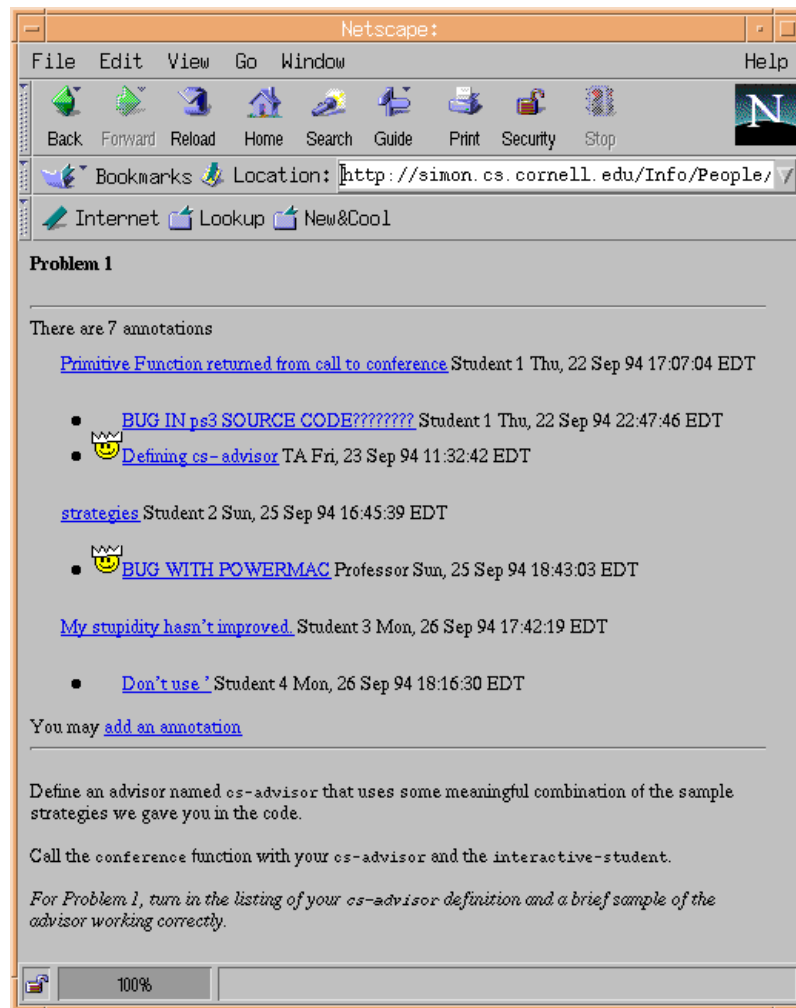 Netscape:
File Edit View Go Window Help
Back Forward Reload Home Search Guide Print Security Stop
N
Bookmarks Location: http://simon.cs.cornell.edu/Info/People/
Internet Lookup New&Cool
Problem 1
There are 7 annotations
Primitive Function returned from call to conference Student 1 Thu, 22 Sep 94 17:07:04 EDT
BUG IN ps3 SOURCE CODE???????? Student 1 Thu, 22 Sep 94 22:47:46 EDT
Defining cs-advisor TA Fri, 23 Sep 94 11:32:42 EDT
strategies Student 2 Sun, 25 Sep 94 16:45:39 EDT
BUG WITH POWERMAC Professor Sun, 25 Sep 94 18:43:03 EDT
My stupidity hasn't improved. Student 3 Mon, 26 Sep 94 17:42:19 EDT
Don't use ' Student 4 Mon, 26 Sep 94 18:16:30 EDT
You may add an annotation
Define an advisor named cs-advisor that uses some meaningful combination of the sample
strategies we gave you in the code.
Call the conference function with your cs-advisor and the interactive-student.
For Problem 1, turn in the listing of your cs-advisor definition and a brief sample of the
advisor working correctly.
100%